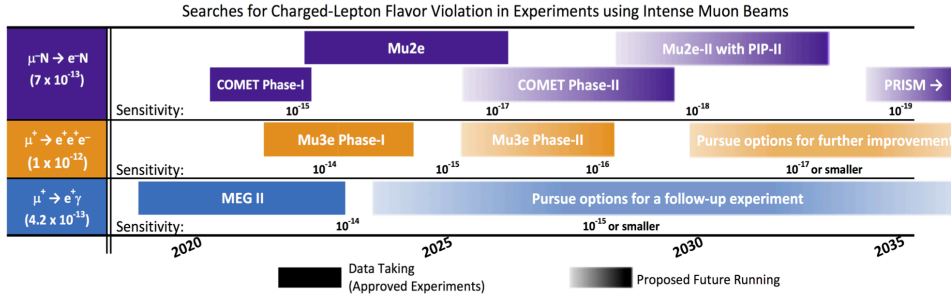 Searches for Charged-Lepton Flavor Violation in Experiments using Intense Muon Beams
μ⁻N → e⁻N
(7 x 10⁻¹³)
Mu2e
Mu2e-II with PIP-II
COMET Phase-I
COMET Phase-II
PRISM →
Sensitivity:
10⁻¹⁵
10⁻¹⁷
10⁻¹⁸
10⁻¹⁹
μ⁺ → e⁺e⁺e⁻
(1 x 10⁻¹²)
Mu3e Phase-I
Mu3e Phase-II
Pursue options for further improvement
Sensitivity:
10⁻¹⁴
10⁻¹⁵
10⁻¹⁶
10⁻¹⁷ or smaller
μ⁺ → e⁺γ
(4.2 x 10⁻¹³)
MEG II
Pursue options for a follow-up experiment
Sensitivity:
10⁻¹⁴
10⁻¹⁵ or smaller
2020
2025
2030
2035
Data Taking
(Approved Experiments)
Proposed Future Running